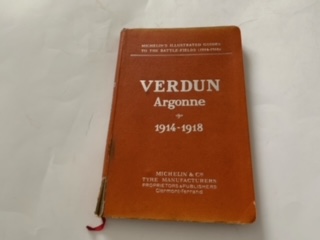 MICHELIN'S ILLUSTRATED GUIDES
TO THE BATTLE-FIELDS (1914-1918)
VERDUN
Argonne
1914-1918
MICHELIN & Co
TYRE MANUFACTURERS
PROPRIETORS & PUBLISHERS
Clermont-Ferrand